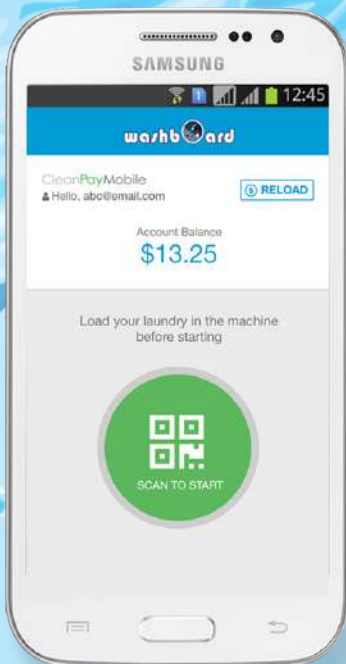 SAMSUNG
1 12:45
washboard
CleanPayMobile
Hello, abc@email.com
$ RELOAD
Account Balance
$13.25
Load your laundry in the machine
before starting
SCAN TO START